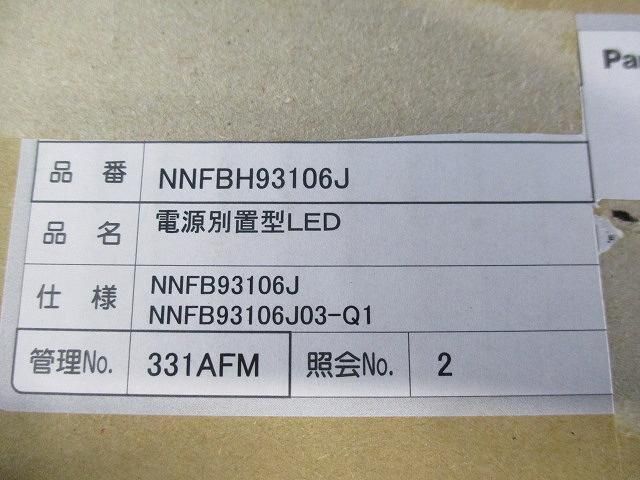 品番 NNFBH93106J
品名 電源別置型LED
仕様 NNFB93106J
NNFB93106J03-Q1
管理No. 331AFM 照会No. 2